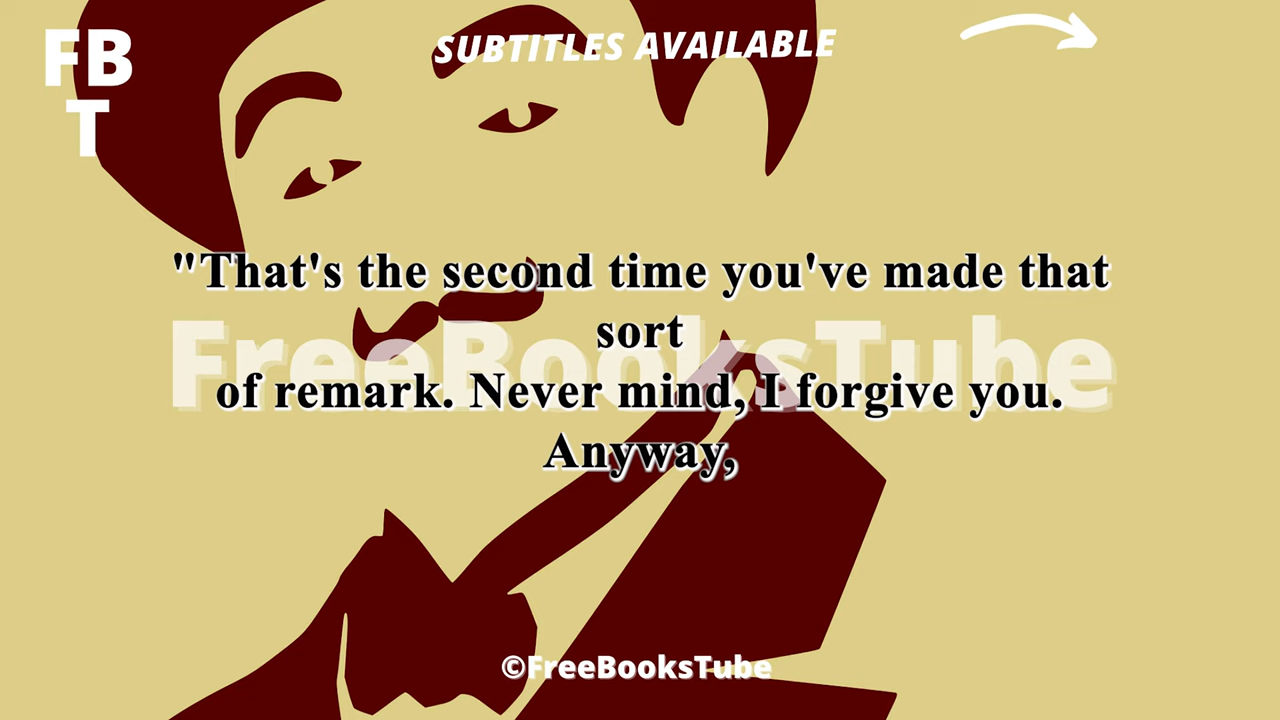 FB
T
SUBTITLES AVAILABLE
"That's the second time you've made that
sort
of remark. Never mind, I forgive you.
Anyway,
FreeBooksTube
©FreeBooksTube